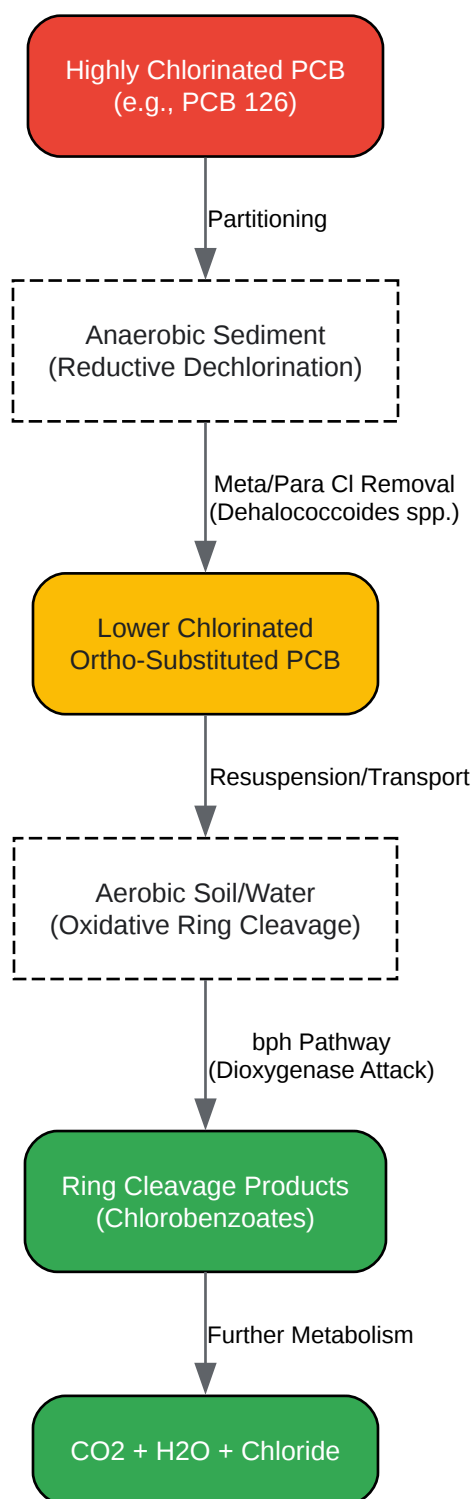 Highly Chlorinated PCB
(e.g., PCB 126)
Partitioning
Anaerobic Sediment
(Reductive Dechlorination)
Meta/Para Cl Removal
(Dehalococcoides spp.)
Lower Chlorinated
Ortho-Substituted PCB
Resuspension/Transport
Aerobic Soil/Water
(Oxidative Ring Cleavage)
bph Pathway
(Dioxygenase Attack)
Ring Cleavage Products
(Chlorobenzoates)
Further Metabolism
CO2 + H2O + Chloride